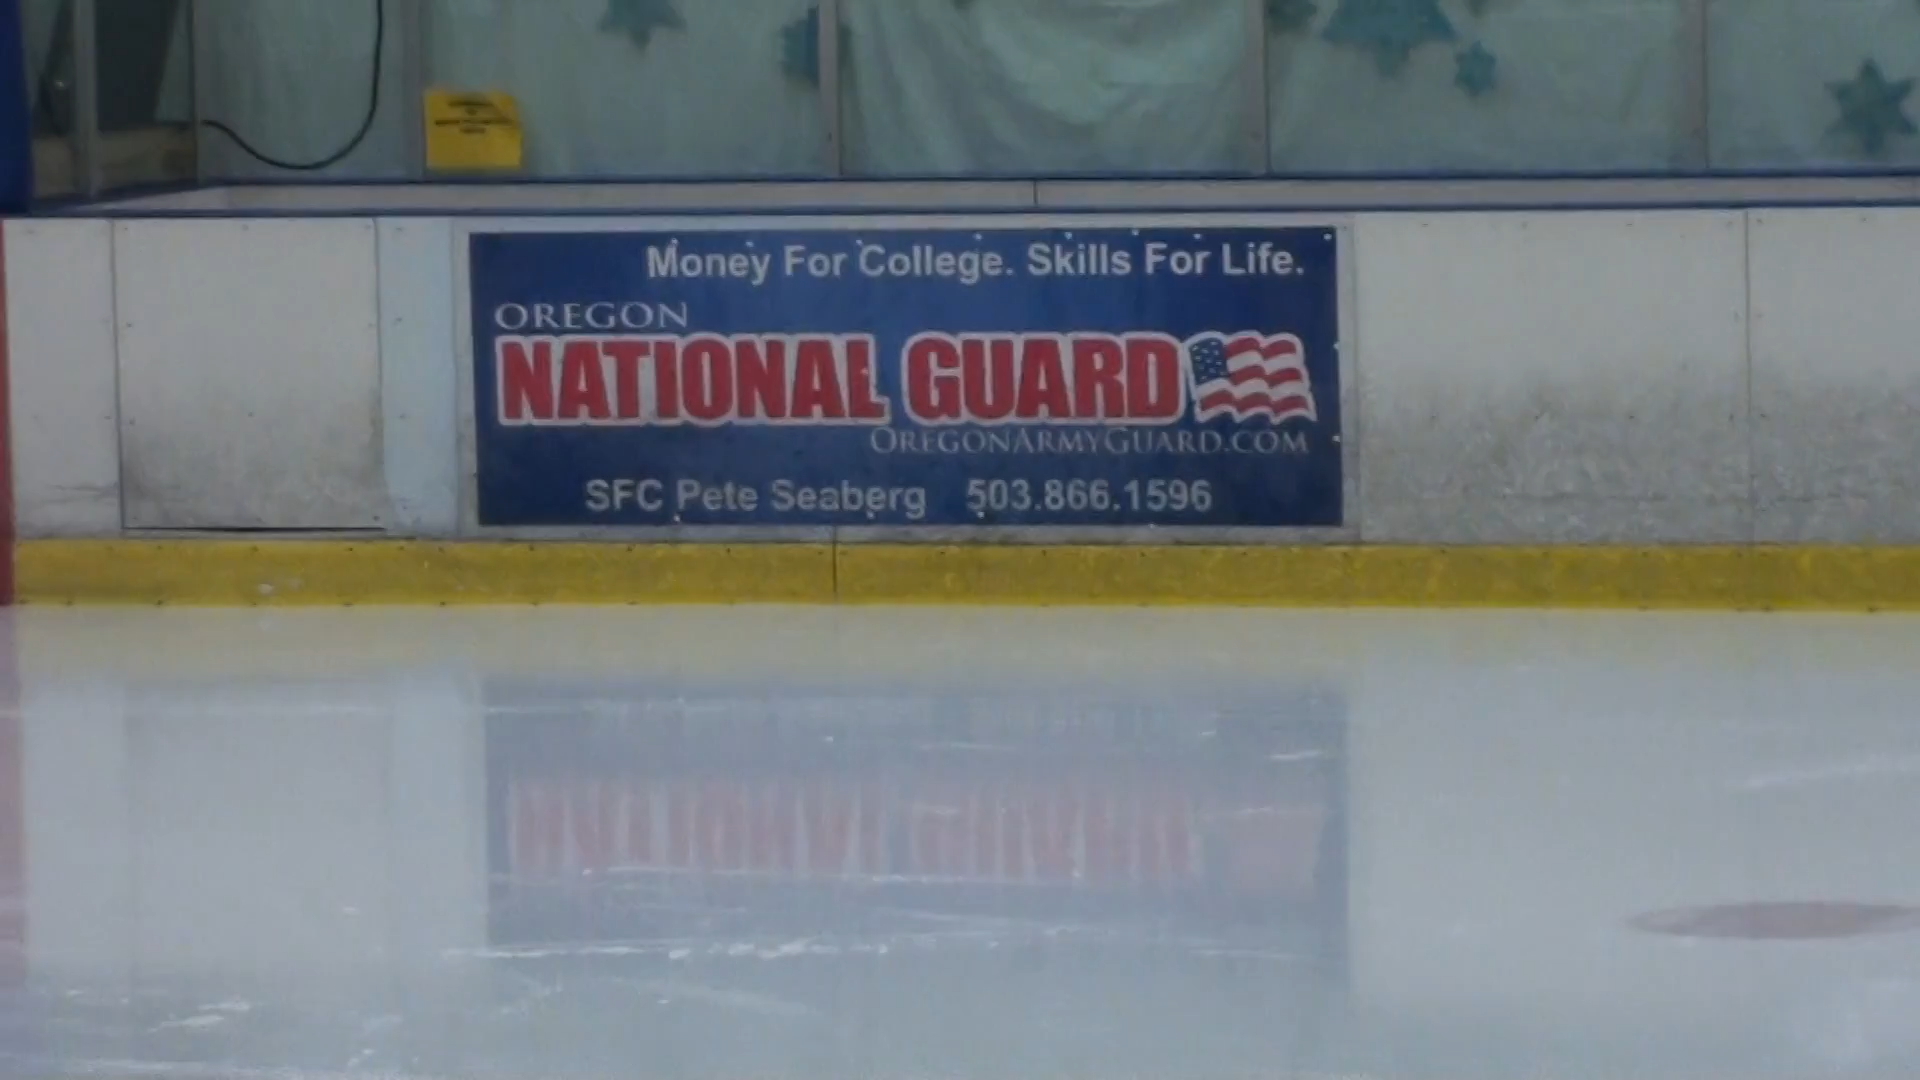 Money For College. Skills For Life.
OREGON
NATIONAL GUARD
OREGONARMYGUARD.COM
SFC Pete Seaberg 503.866.1596